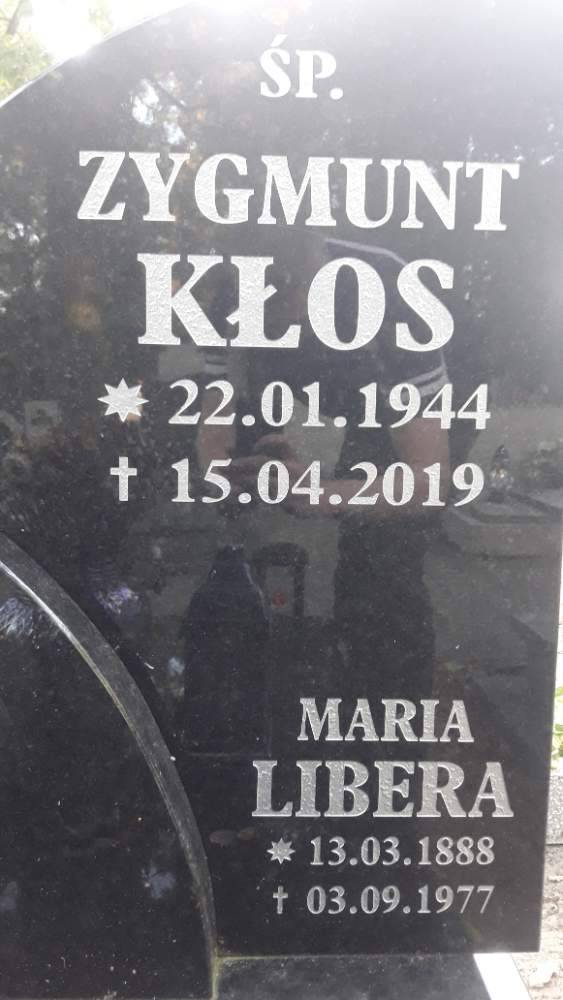 ŚP.
ZYGMUNT
KŁOS
✷ 22.01.1944
† 15.04.2019
MARIA
LIBERA
✷ 13.03.1888
† 03.09.1977